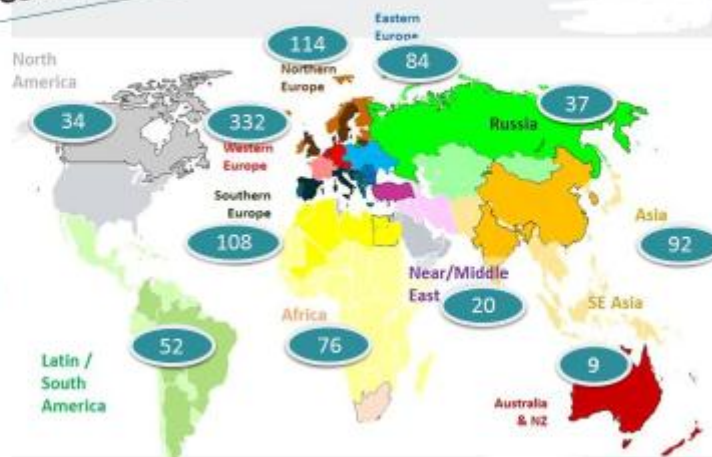 Eastern
Europe
114
84
Northern
Europe
North
America
34
332
37
Russia
Western
Europe
Southern
Europe
108
Asia
92
Near/Middle
East
20
SE Asia
Africa
76
52
Latin /
South
America
9
Australia
& NZ